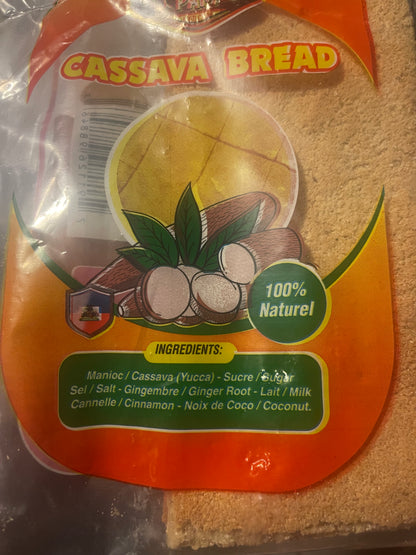 CASSAVA BREAD
100%
Naturel
INGREDIENTS:
Manioc / Cassava (Yucca) - Sucre / Sugar
Sel / Salt - Gingembre / Ginger Root - Lait / Milk
Cannelle / Cinnamon - Noix de Coco / Coconut.